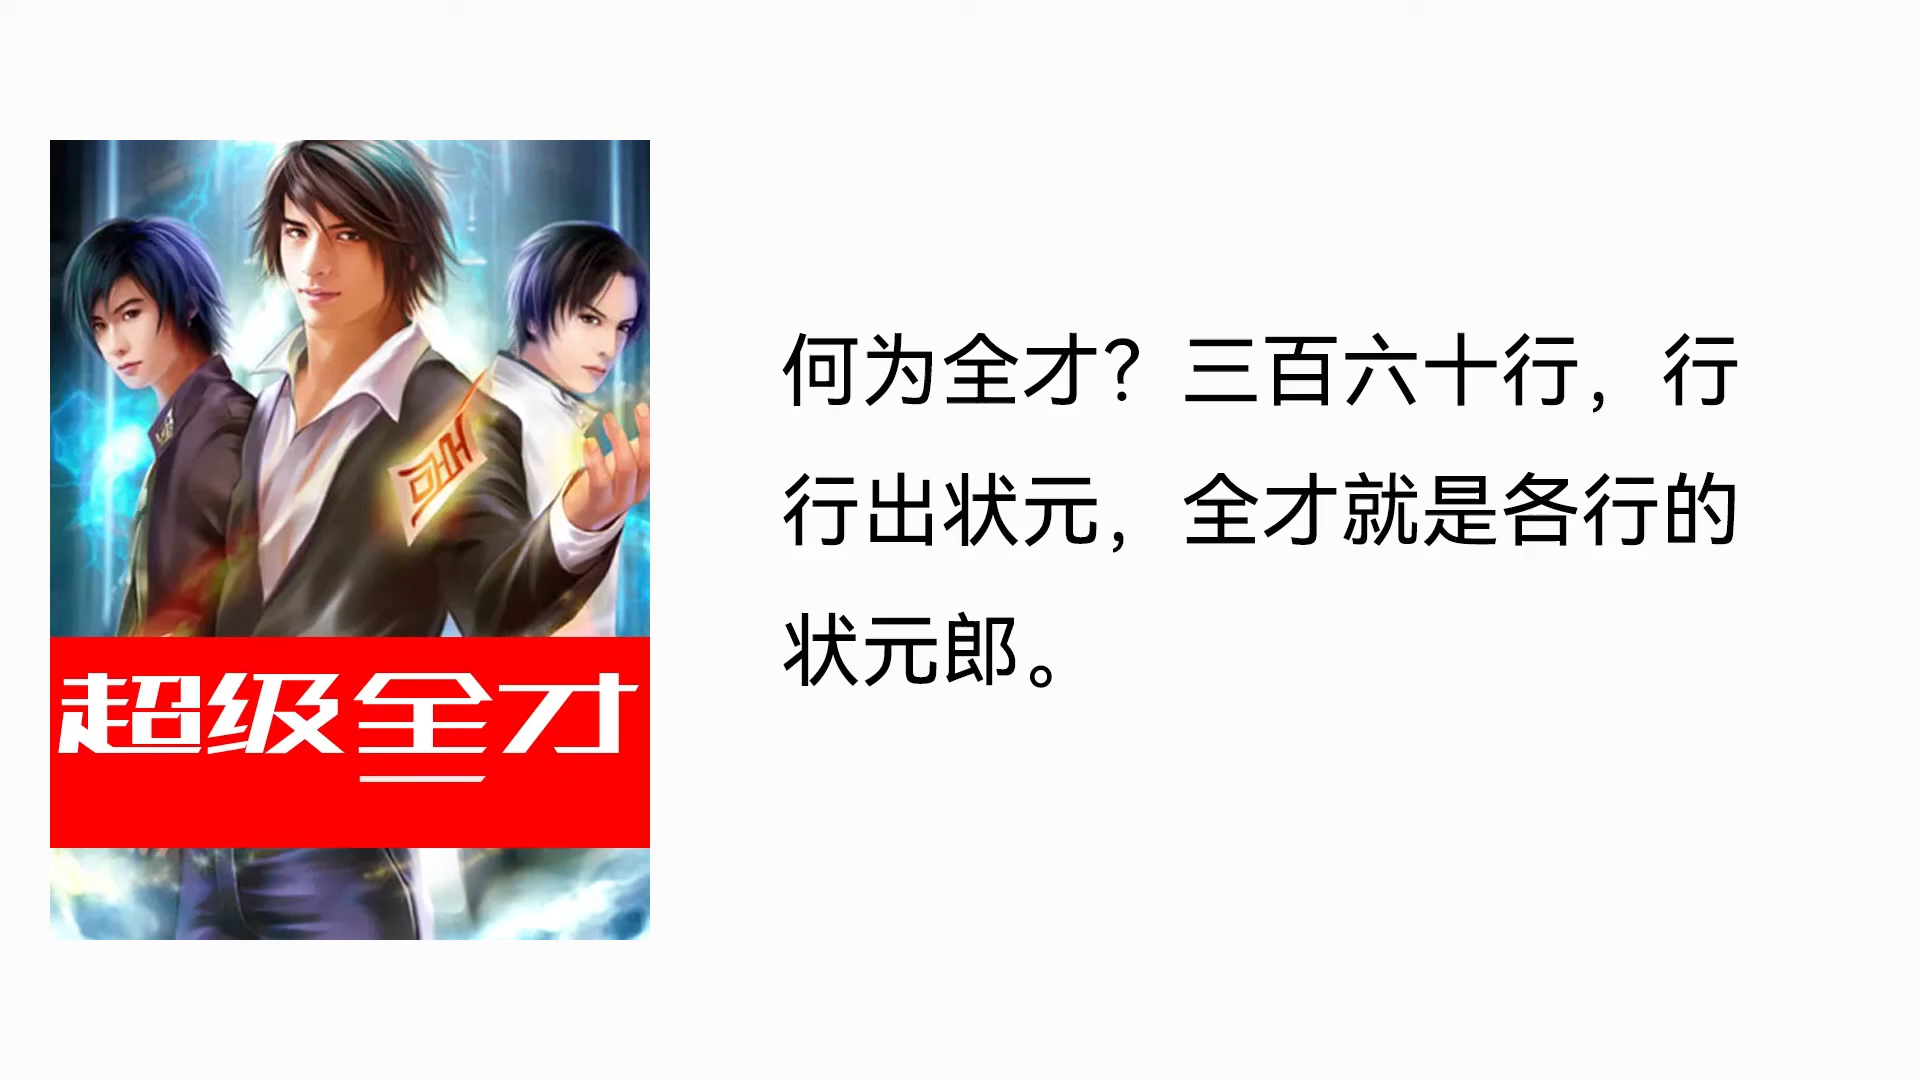 超级全才
何为全才？三百六十行，行
行出状元，全才就是各行的
状元郎。